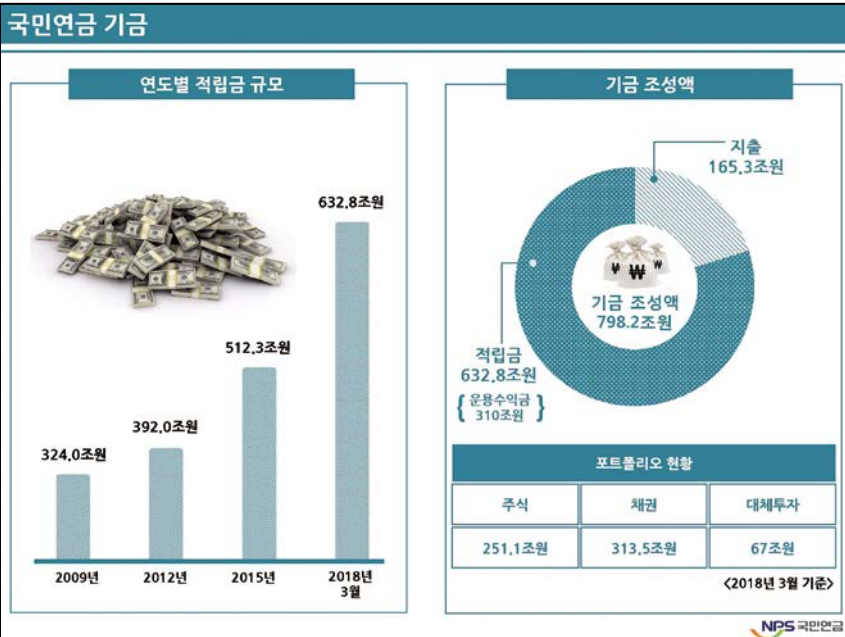 국민연금 기금
연도별 적립금 규모
632.8조원
512.3조원
392.0조원
324.0조원
2009년
2012년
2015년
2018년
3월
기금 조성액
지출
165.3조원
₩ ₩ ₩
기금 조성액
798.2조원
적립금
632.8조원
{ 운용수익금
310조원 }
포트폴리오 현황
주식 채권 대체투자
251.1조원 313.5조원 67조원
<2018년 3월 기준>
NPS 국민연금